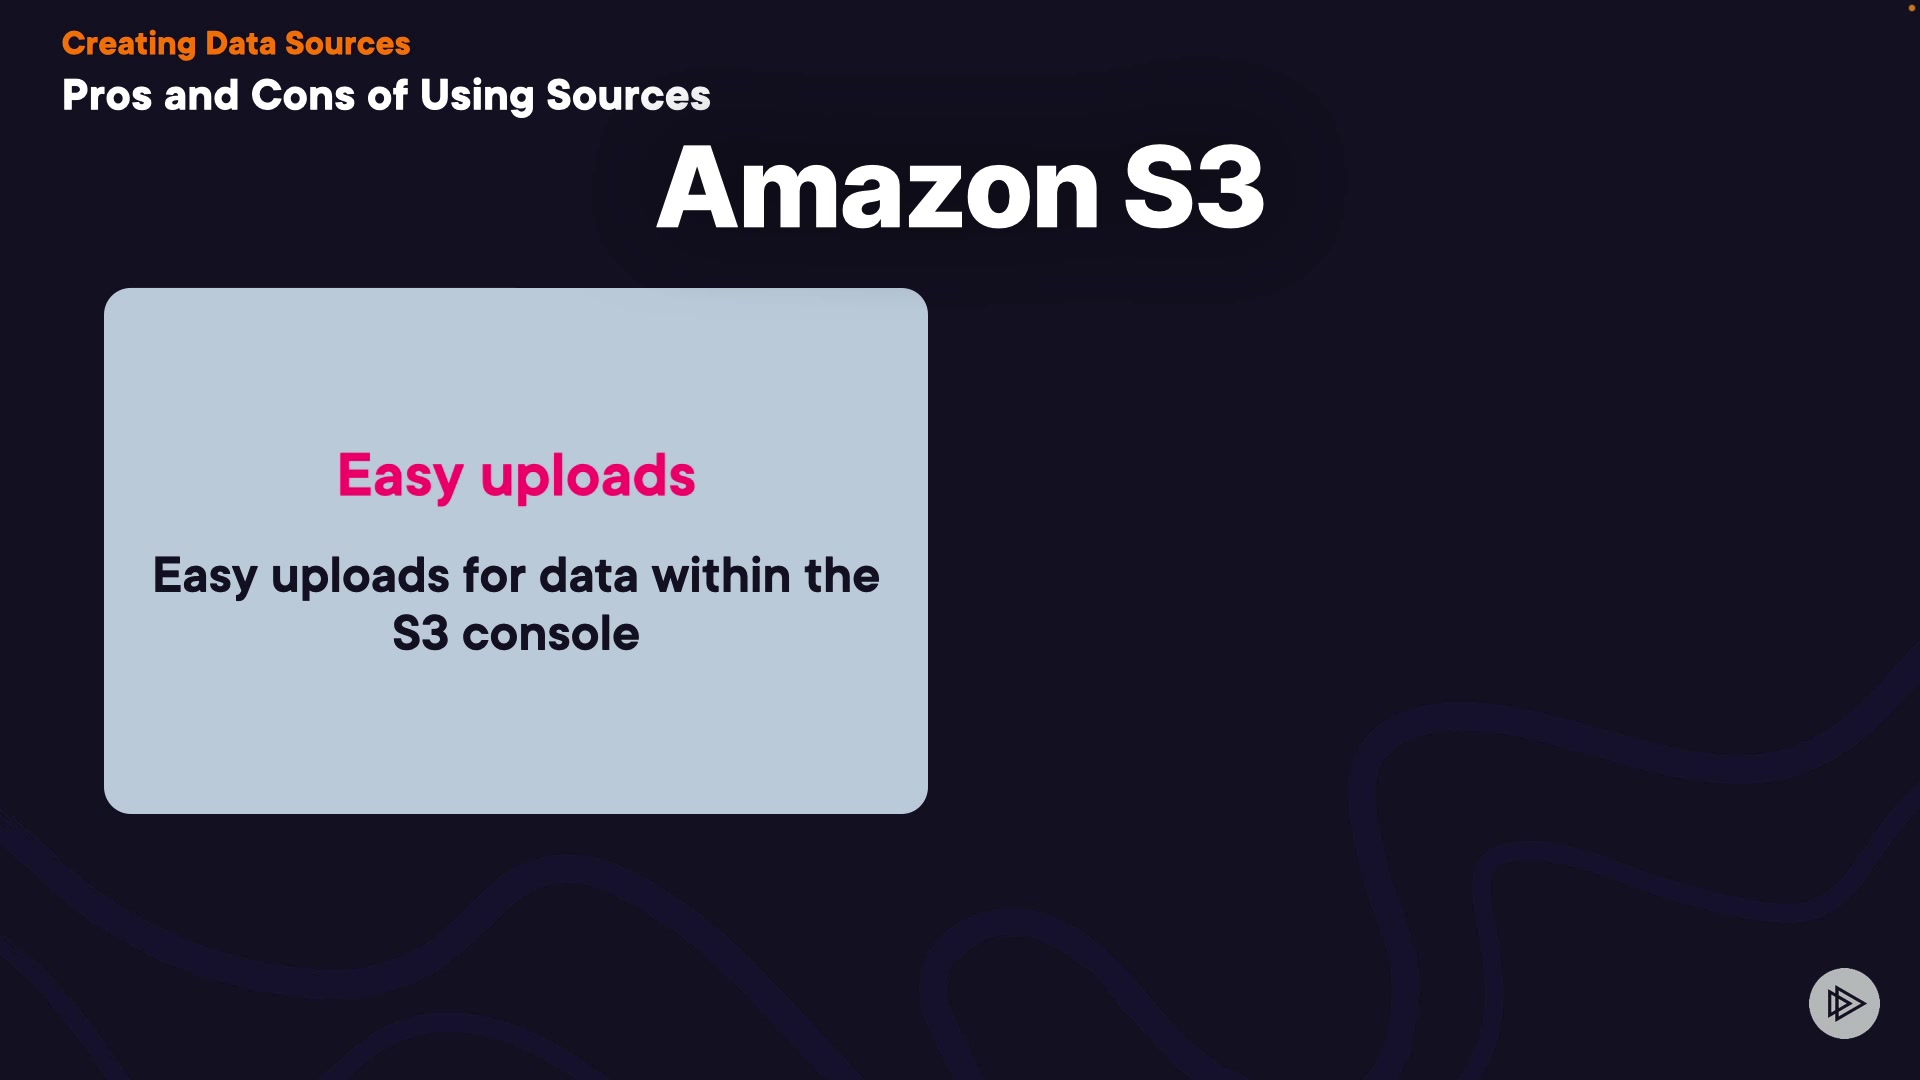 Creating Data Sources
Pros and Cons of Using Sources
Amazon S3
Easy uploads
Easy uploads for data within the
S3 console